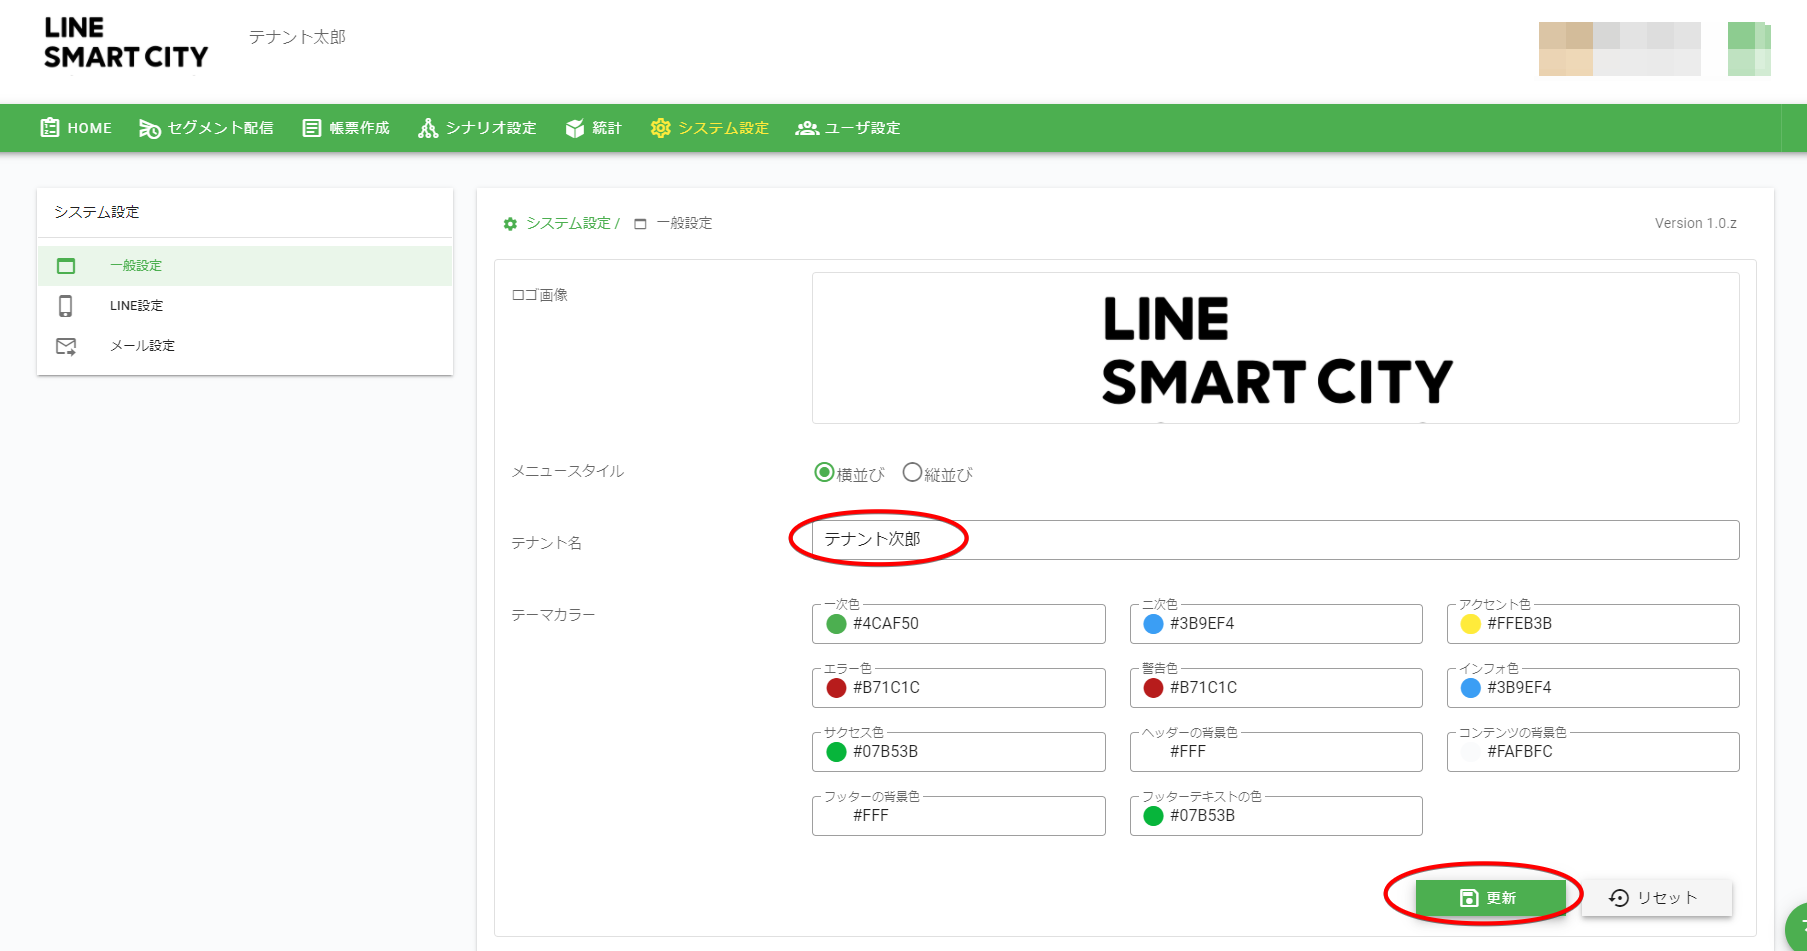 LINE
SMART CITY
テナント太郎
HOME セグメント配信 帳票作成 シナリオ設定 統計 システム設定 ユーザ設定
システム設定
一般設定
LINE設定
メール設定
システム設定 / 一般設定
Version 1.0.z
ロゴ画像
LINE
SMART CITY
メニュースタイル
横並び 縦並び
テナント名
テナント次郎
テーマカラー
一次色 二次色 アクセント色
#4CAF50 #3B9EF4 #FFEB3B
エラー色 警告色 インフォ色
#B71C1C #B71C1C #3B9EF4
サクセス色 ヘッダーの背景色 コンテンツの背景色
#07B53B #FFF #FAFBFC
フッターの背景色 フッターテキストの色
#FFF #07B53B
更新 リセット